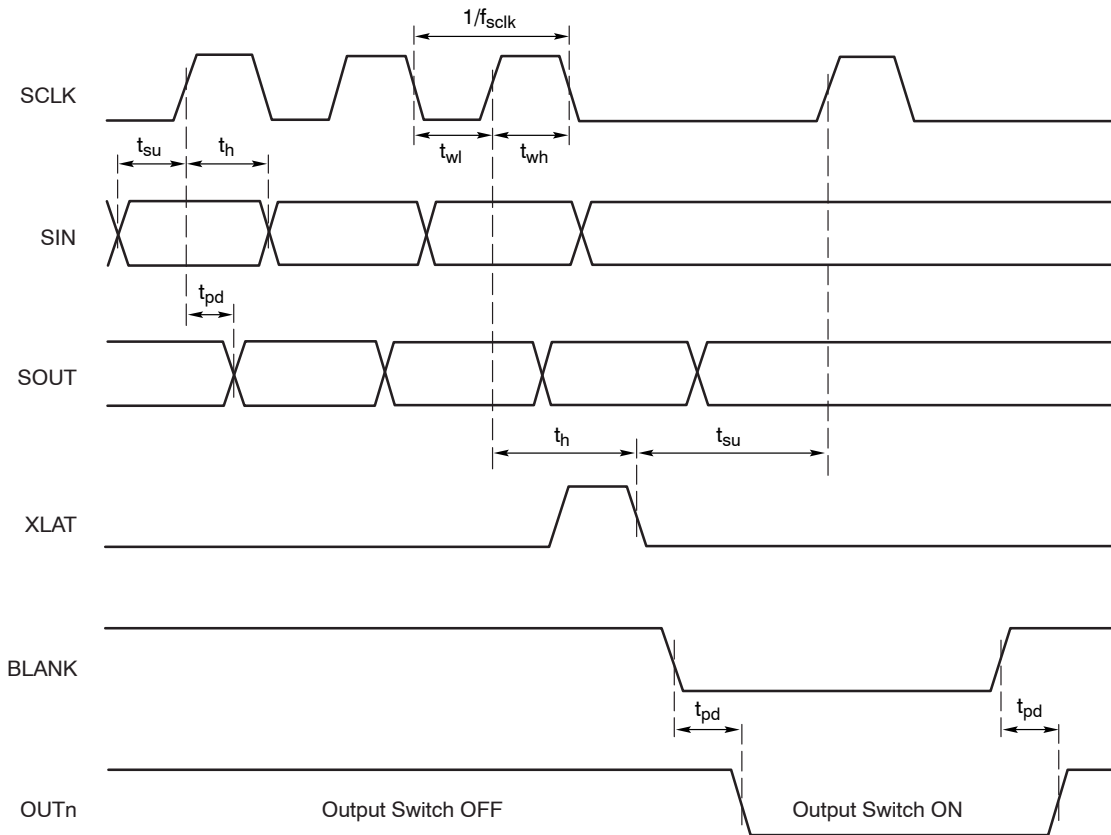 1/fsclk
SCLK
tsu
th
twl
twh
SIN
tpd
SOUT
th
tsu
XLAT
BLANK
tpd
tpd
OUTn
Output Switch OFF
Output Switch ON